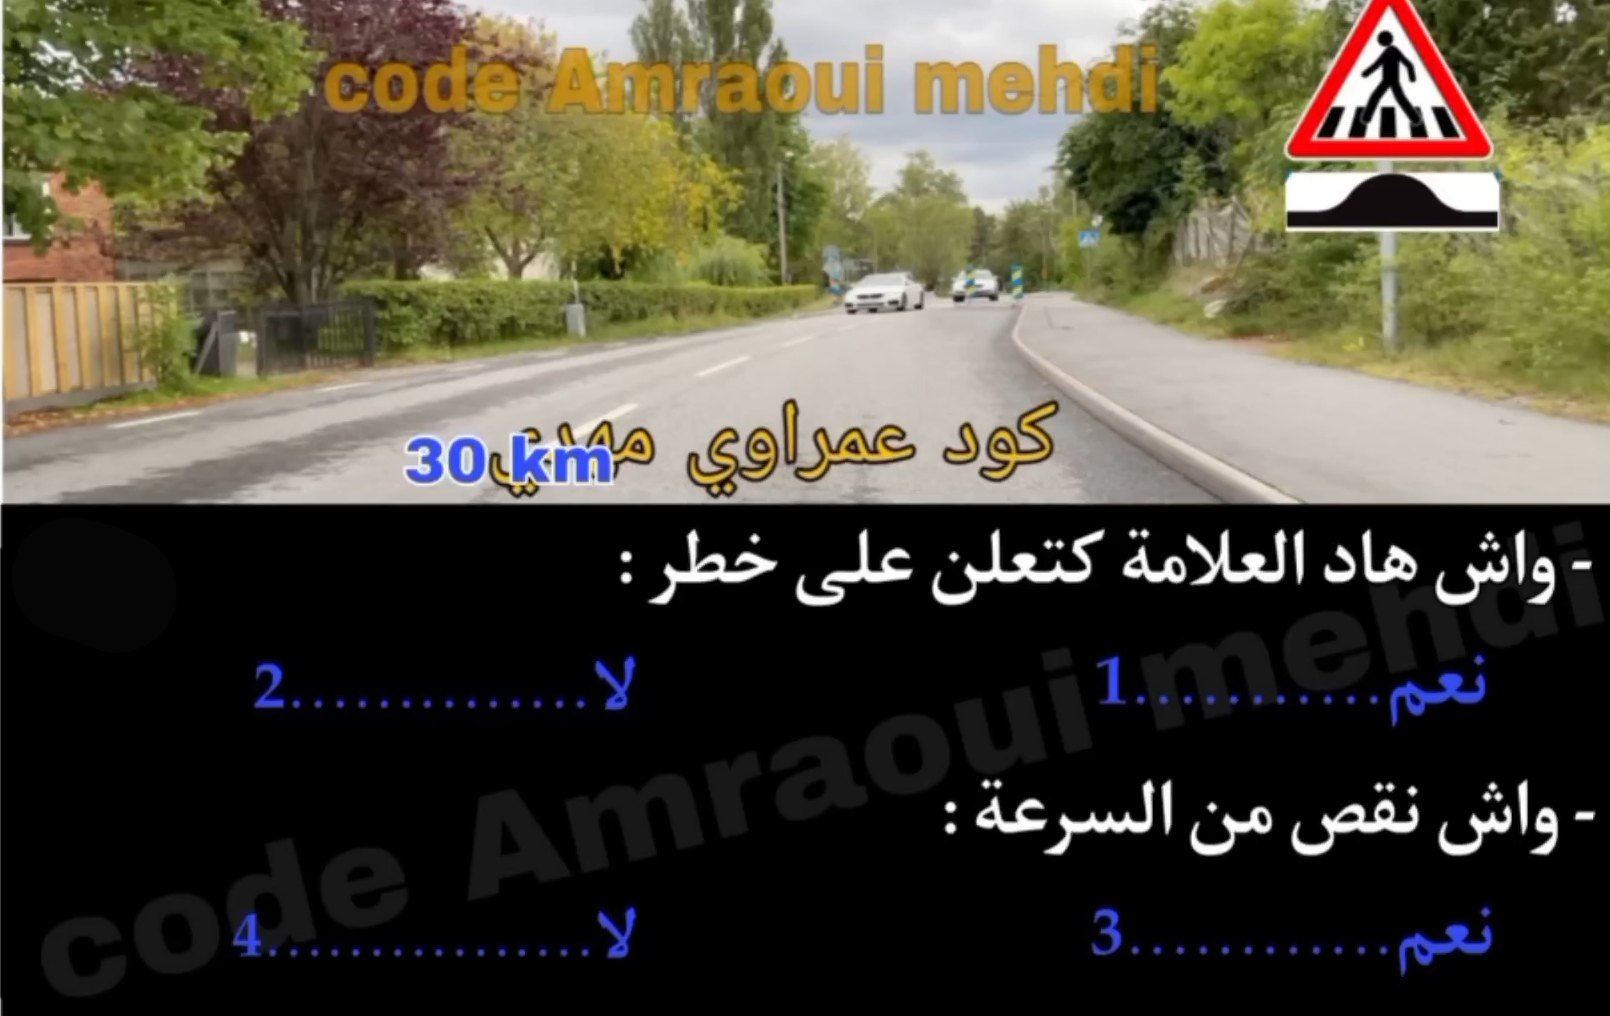 code Amraoui mehdi
كود عمراوي مهدي
30 km
- واش هاد العلامة كتعلن على خطر :
نعم...........1 لا..............2
- واش نقص من السرعة :
نعم............3 لا................4
code Amraoui mehdi